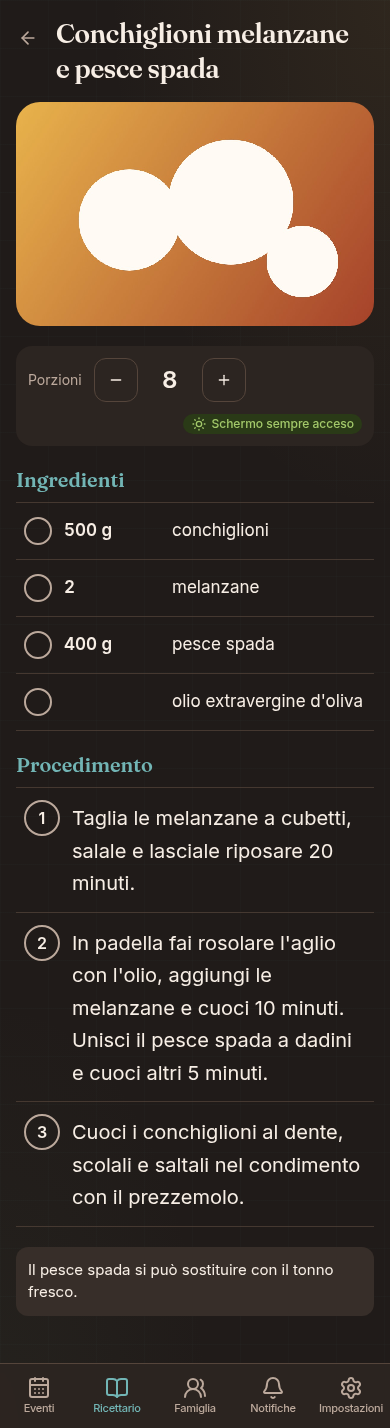 Conchiglioni melanzane
e pesce spada
Porzioni − 8 +
Schermo sempre acceso
Ingredienti
500 g conchiglioni
2 melanzane
400 g pesce spada
olio extravergine d'oliva
Procedimento
1 Taglia le melanzane a cubetti,
salale e lasciale riposare 20
minuti.
2 In padella fai rosolare l'aglio
con l'olio, aggiungi le
melanzane e cuoci 10 minuti.
Unisci il pesce spada a dadini
e cuoci altri 5 minuti.
3 Cuoci i conchiglioni al dente,
scolali e saltali nel condimento
con il prezzemolo.
Il pesce spada si può sostituire con il tonno
fresco.
Eventi Ricettario Famiglia Notifiche Impostazioni